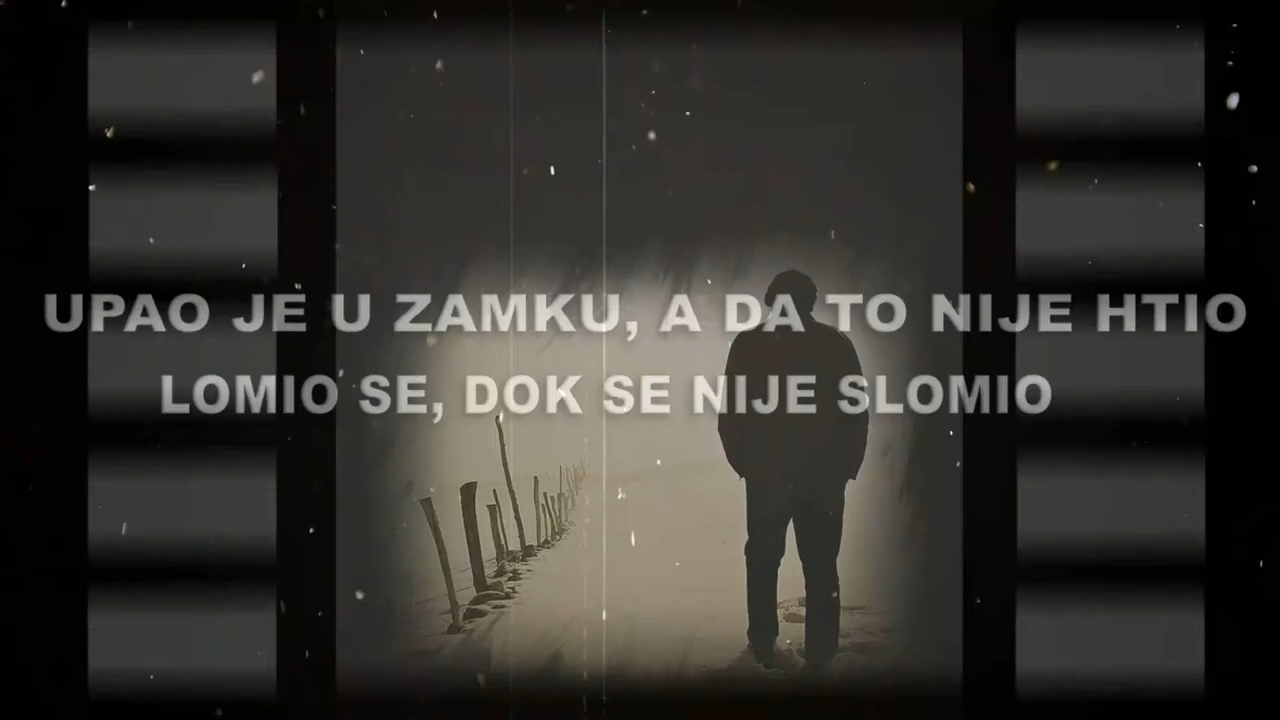 UPAO JE U ZAMKU, A DA TO NIJE HTIO
LOMIO SE, DOK SE NIJE SLOMIO